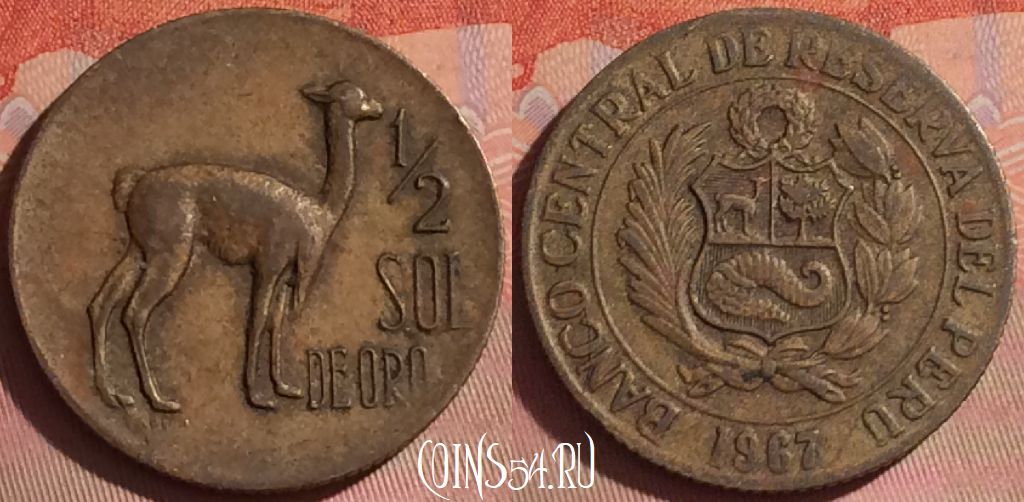 1/2
SOL
DE ORO
BANCO CENTRAL DE RESERVA DEL PERU
1967
COINS54.RU